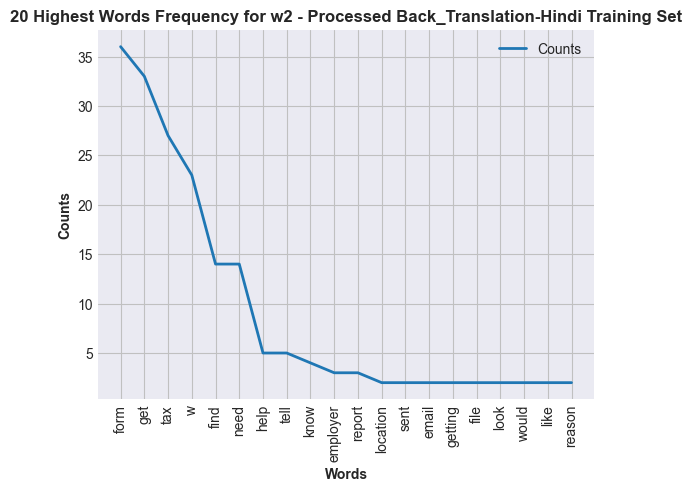 20 Highest Words Frequency for w2 - Processed Back_Translation-Hindi Training Set
Counts
35
30
25
20
15
10
5
Counts
form
get
tax
w
find
need
help
tell
know
employer
report
location
sent
email
getting
file
look
would
like
reason
Words